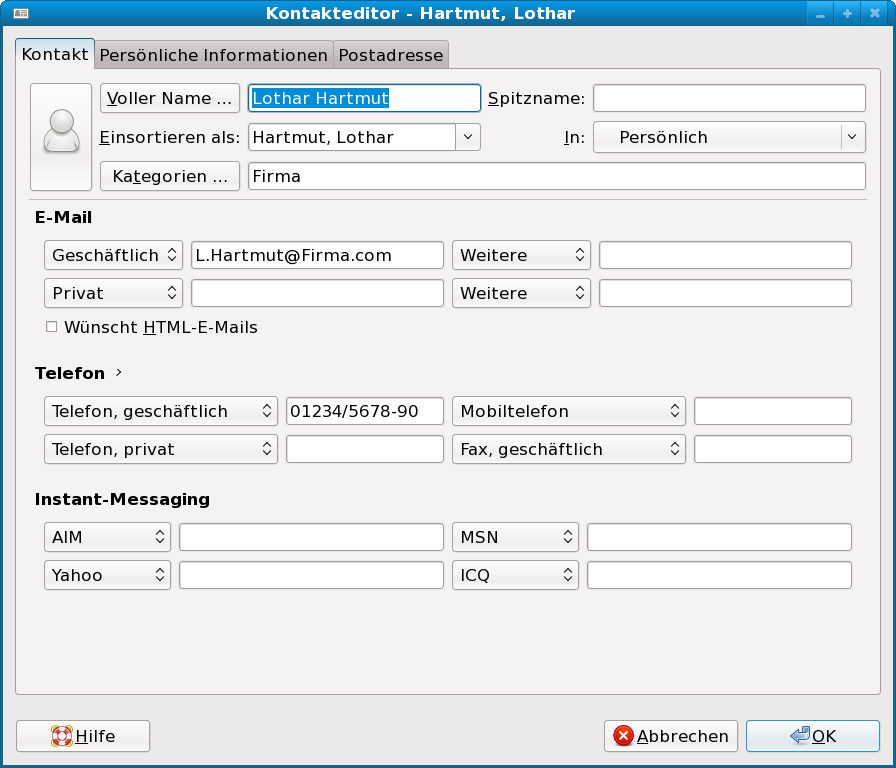 Kontakteditor - Hartmut, Lothar
Kontakt Persönliche Informationen Postadresse
Voller Name ... Lothar Hartmut Spitzname:
Einsortieren als: Hartmut, Lothar In: Persönlich
Kategorien ... Firma
E-Mail
Geschäftlich L.Hartmut@Firma.com Weitere
Privat Weitere
Wünscht HTML-E-Mails
Telefon
Telefon, geschäftlich 01234/5678-90 Mobiltelefon
Telefon, privat Fax, geschäftlich
Instant-Messaging
AIM MSN
Yahoo ICQ
Hilfe Abbrechen OK